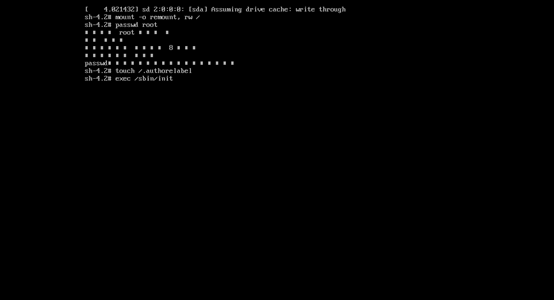 [    4.021432] sd 2:0:0:0: [sda] Assuming drive cache: write through
sh-4.2# mount -o remount, rw /
sh-4.2# passwd root
■ ■ ■ ■  root ■ ■ ■  ■
■ ■  ■ ■ ■
■ ■ ■ ■ ■ ■  ■ ■ ■ ■  8 ■ ■ ■
■ ■ ■ ■ ■ ■  ■ ■ ■
passwd■ ■ ■ ■ ■ ■ ■ ■ ■ ■ ■ ■ ■ ■ ■ ■ ■
sh-4.2# touch /.authorelabel
sh-4.2# exec /sbin/init